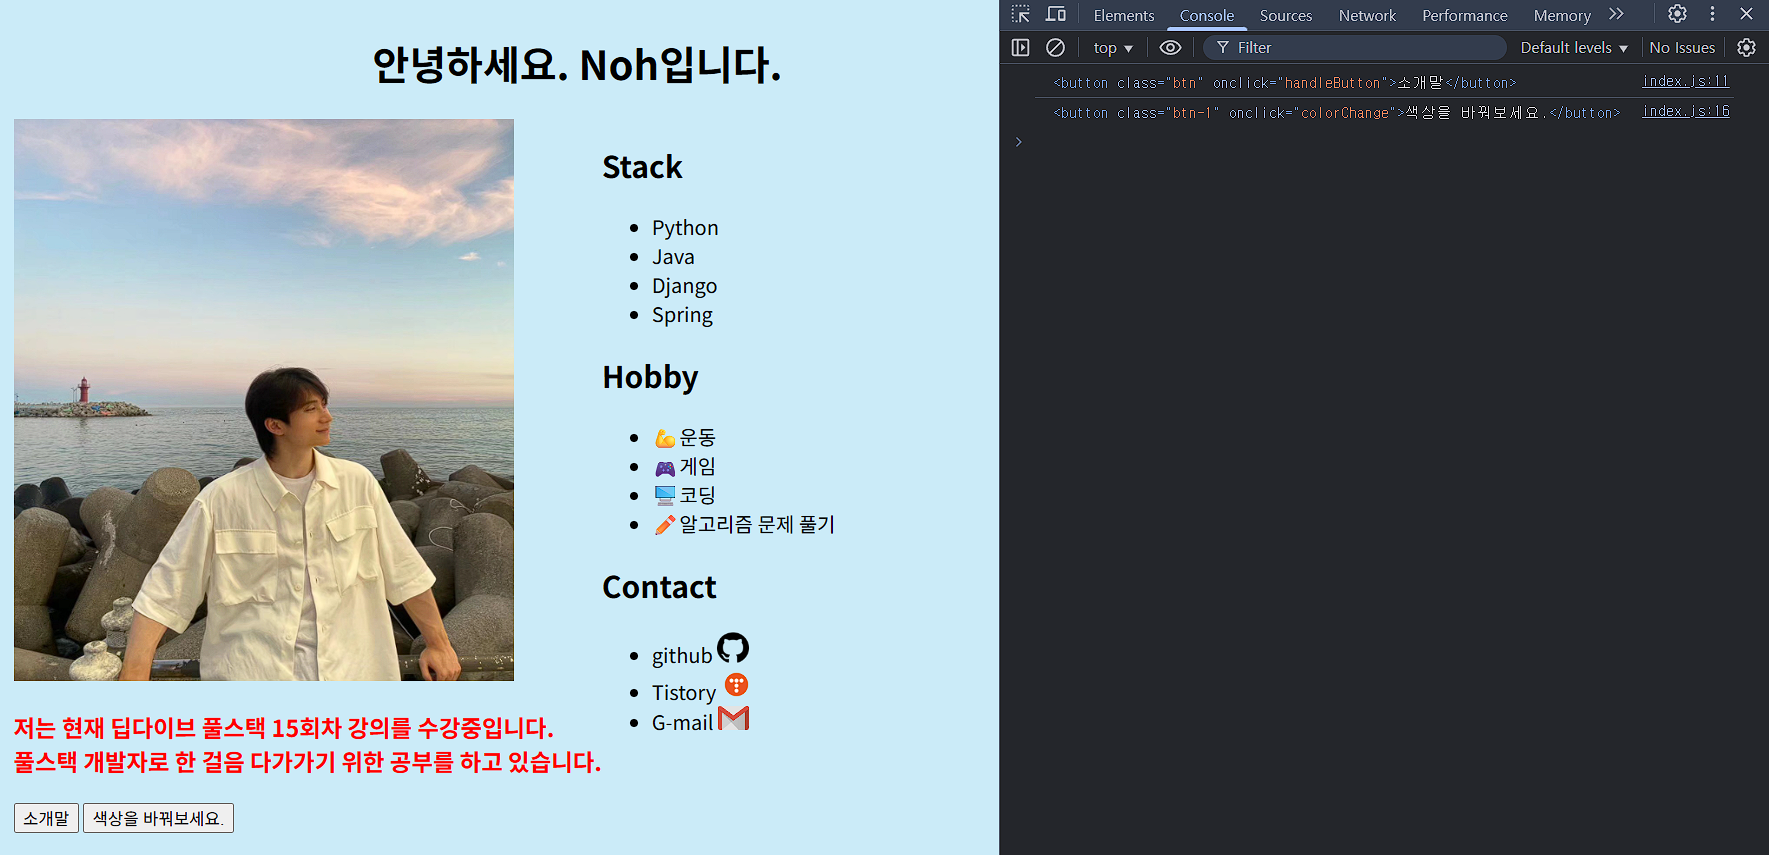 안녕하세요. Noh입니다.
Stack
Python
Java
Django
Spring
Hobby
💪운동
🎮게임
🖥️코딩
✏️알고리즘 문제 풀기
Contact
github
Tistory
G-mail
저는 현재 딥다이브 풀스택 15회차 강의를 수강중입니다.
풀스택 개발자로 한 걸음 다가가기 위한 공부를 하고 있습니다.
소개말 색상을 바꿔보세요.
Elements Console Sources Network Performance Memory
top Filter Default levels No Issues
<button class="btn" onclick="handleButton">소개말</button> index.js:11
<button class="btn-1" onclick="colorChange">색상을 바꿔보세요.</button> index.js:16